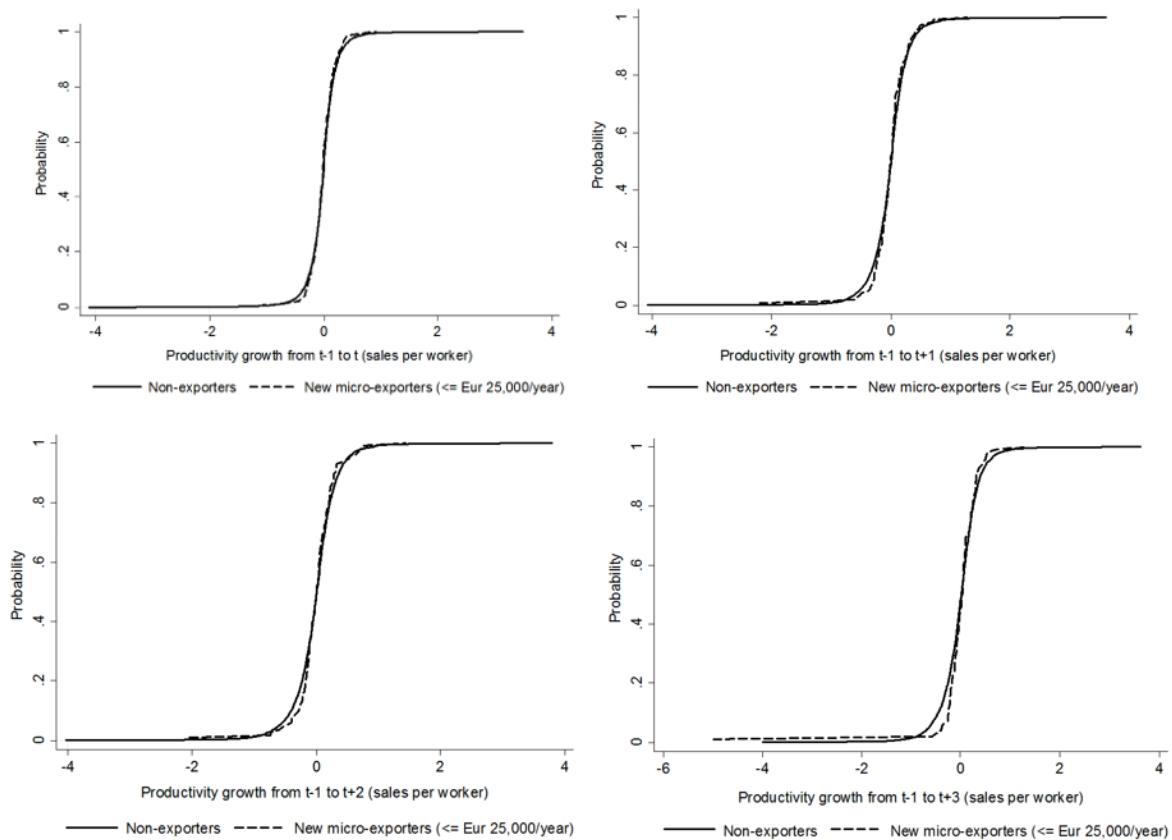 1
.8
.6
.4
.2
0
Probability
-4 -2 0 2 4
Productivity growth from t-1 to t (sales per worker)
Non-exporters New micro-exporters (<= Eur 25,000/year)
1
.8
.6
.4
.2
0
Probability
-4 -2 0 2 4
Productivity growth from t-1 to t+1 (sales per worker)
Non-exporters New micro-exporters (<= Eur 25,000/year)
1
.8
.6
.4
.2
0
Probability
-4 -2 0 2 4
Productivity growth from t-1 to t+2 (sales per worker)
Non-exporters New micro-exporters (<= Eur 25,000/year)
1
.8
.6
.4
.2
0
Probability
-6 -4 -2 0 2 4
Productivity growth from t-1 to t+3 (sales per worker)
Non-exporters New micro-exporters (<= Eur 25,000/year)